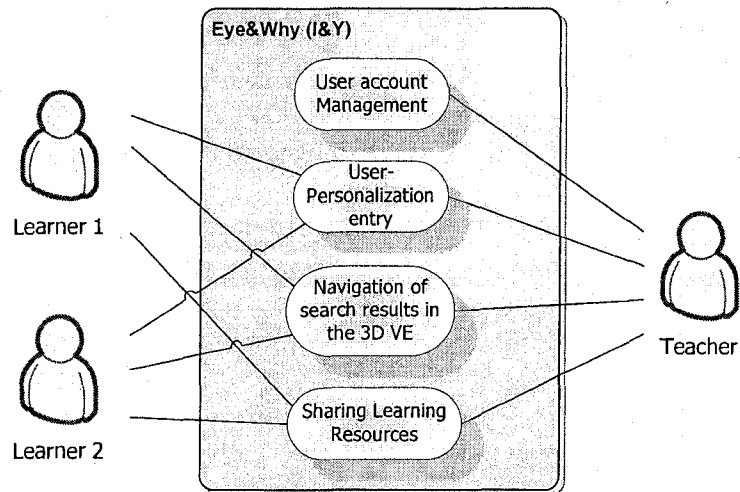 Eye&Why (I&Y)
User account
Management
User-
Personalization
entry
Learner 1
Navigation of
search results in
the 3D VE
Teacher
Sharing Learning
Resources
Learner 2